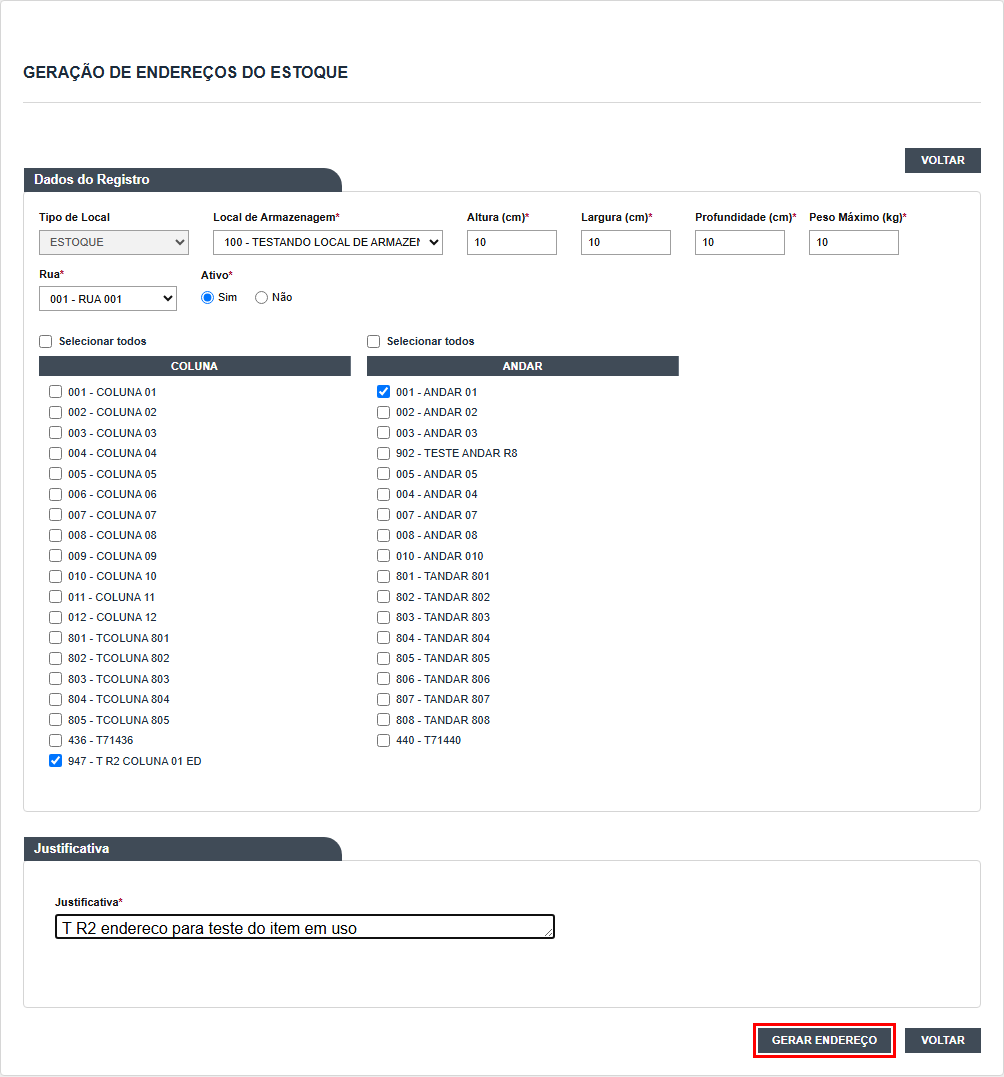 GERAÇÃO DE ENDEREÇOS DO ESTOQUE
VOLTAR
Dados do Registro
Tipo de Local
Local de Armazenagem*
Altura (cm)*
Largura (cm)*
Profundidade (cm)*
Peso Máximo (kg)*
ESTOQUE
100 - TESTANDO LOCAL DE ARMAZEN
10
10
10
10
Rua*
Ativo*
001 - RUA 001
Sim
Não
Selecionar todos
COLUNA
001 - COLUNA 01
002 - COLUNA 02
003 - COLUNA 03
004 - COLUNA 04
005 - COLUNA 05
006 - COLUNA 06
007 - COLUNA 07
008 - COLUNA 08
009 - COLUNA 09
010 - COLUNA 10
011 - COLUNA 11
012 - COLUNA 12
801 - TCOLUNA 801
802 - TCOLUNA 802
803 - TCOLUNA 803
804 - TCOLUNA 804
805 - TCOLUNA 805
436 - T71436
947 - T R2 COLUNA 01 ED
Selecionar todos
ANDAR
001 - ANDAR 01
002 - ANDAR 02
003 - ANDAR 03
902 - TESTE ANDAR R8
005 - ANDAR 05
004 - ANDAR 04
007 - ANDAR 07
008 - ANDAR 08
010 - ANDAR 010
801 - TANDAR 801
802 - TANDAR 802
803 - TANDAR 803
804 - TANDAR 804
805 - TANDAR 805
806 - TANDAR 806
807 - TANDAR 807
808 - TANDAR 808
440 - T71440
Justificativa
Justificativa*
T R2 endereco para teste do item em uso
GERAR ENDEREÇO
VOLTAR